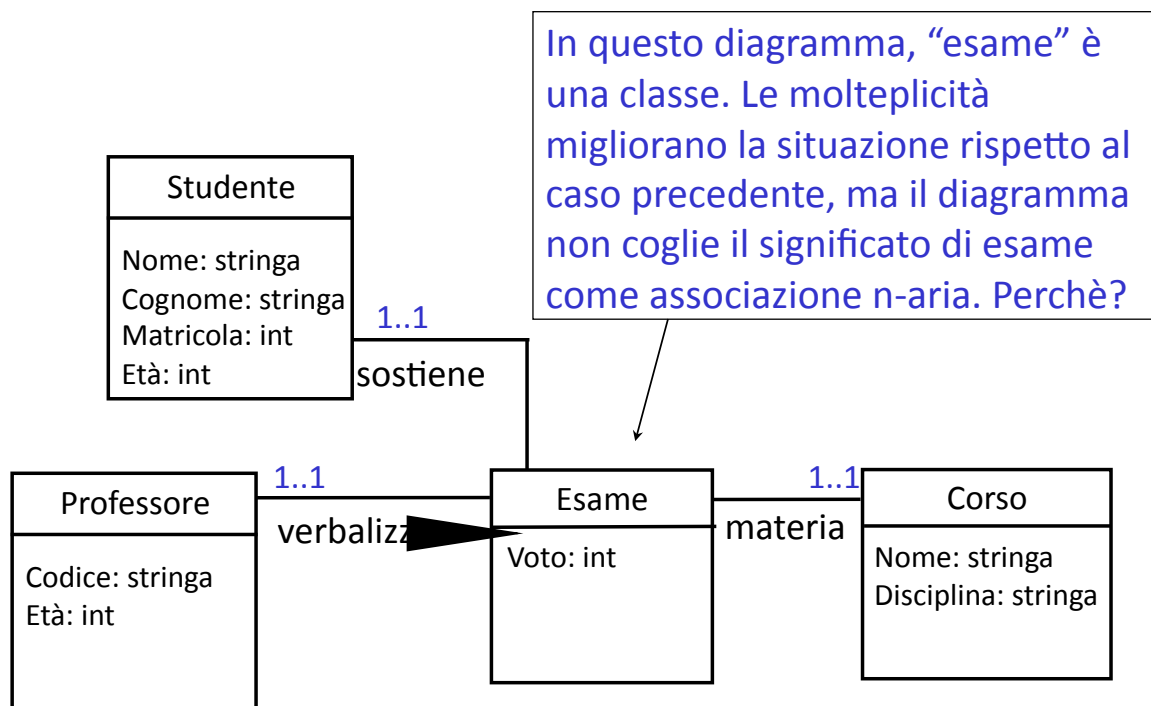 In questo diagramma, “esame” è
una classe. Le molteplicità
migliorano la situazione rispetto al
caso precedente, ma il diagramma
non coglie il significato di esame
come associazione n-aria. Perchè?
Studente
Nome: stringa
Cognome: stringa
Matricola: int
Età: int
1..1
sostiene
Professore
Codice: stringa
Età: int
1..1
verbalizz
Esame
Voto: int
1..1
materia
Corso
Nome: stringa
Disciplina: stringa